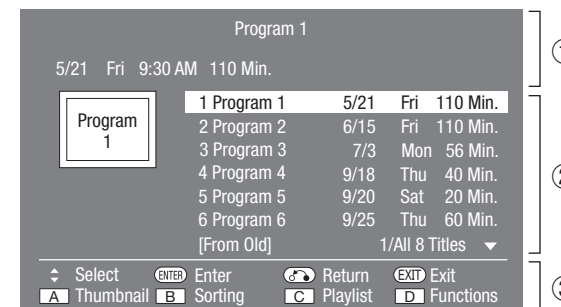 Program 1
5/21 Fri 9:30 AM 110 Min.
Program
1
1 Program 1 5/21 Fri 110 Min.
2 Program 2 6/15 Fri 110 Min.
3 Program 3 7/3 Mon 56 Min.
4 Program 4 9/18 Thu 40 Min.
5 Program 5 9/20 Sat 20 Min.
6 Program 6 9/25 Thu 60 Min.
[From Old] 1/All 8 Titles
Select ENTER Enter Return EXIT Exit
A Thumbnail B Sorting C Playlist D Functions